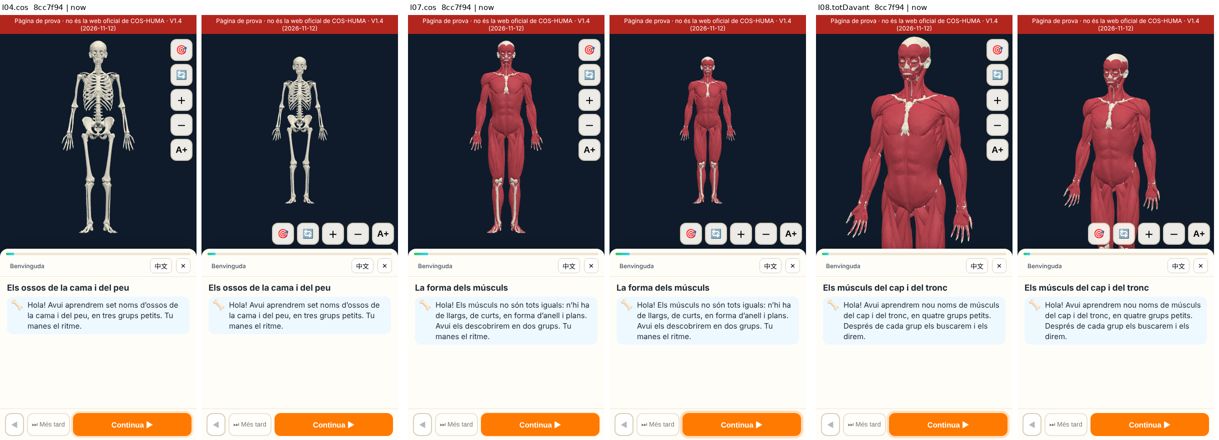 l04.cos 8cc7f94 | now
Pàgina de prova · no és la web oficial de COS-HUMA · V1.4
(2026-11-12)
+
−
A+
Benvinguda
中文
✕
Els ossos de la cama i del peu
Hola! Avui aprendrem set noms d'ossos de
la cama i del peu, en tres grups petits. Tu
manes el ritme.
◀
⏭ Més tard
Continua ▶
Pàgina de prova · no és la web oficial de COS-HUMA · V1.4
(2026-11-12)
+
−
A+
Benvinguda
中文
✕
Els ossos de la cama i del peu
Hola! Avui aprendrem set noms d'ossos de
la cama i del peu, en tres grups petits. Tu
manes el ritme.
◀
⏭ Més tard
Continua ▶
l07.cos 8cc7f94 | now
Pàgina de prova · no és la web oficial de COS-HUMA · V1.4
(2026-11-12)
+
−
A+
Benvinguda
中文
✕
La forma dels músculs
Hola! Els músculs no són tots iguals: n'hi ha
de llargs, de curts, en forma d'anell i plans.
Avui els descobrirem en dos grups. Tu
manes el ritme.
◀
⏭ Més tard
Continua ▶
Pàgina de prova · no és la web oficial de COS-HUMA · V1.4
(2026-11-12)
+
−
A+
Benvinguda
中文
✕
La forma dels músculs
Hola! Els músculs no són tots iguals: n'hi ha
de llargs, de curts, en forma d'anell i plans.
Avui els descobrirem en dos grups. Tu
manes el ritme.
◀
⏭ Més tard
Continua ▶
l08.totDavant 8cc7f94 | now
Pàgina de prova · no és la web oficial de COS-HUMA · V1.4
(2026-11-12)
+
−
A+
Benvinguda
中文
✕
Els músculs del cap i del tronc
Hola! Avui aprendrem nou noms de músculs
del cap i del tronc, en quatre grups petits.
Després de cada grup els buscarem i els
direm.
◀
⏭ Més tard
Continua ▶
Pàgina de prova · no és la web oficial de COS-HUMA · V1.4
(2026-11-12)
+
−
A+
Benvinguda
中文
✕
Els músculs del cap i del tronc
Hola! Avui aprendrem nou noms de músculs
del cap i del tronc, en quatre grups petits.
Després de cada grup els buscarem i els
direm.
◀
⏭ Més tard
Continua ▶